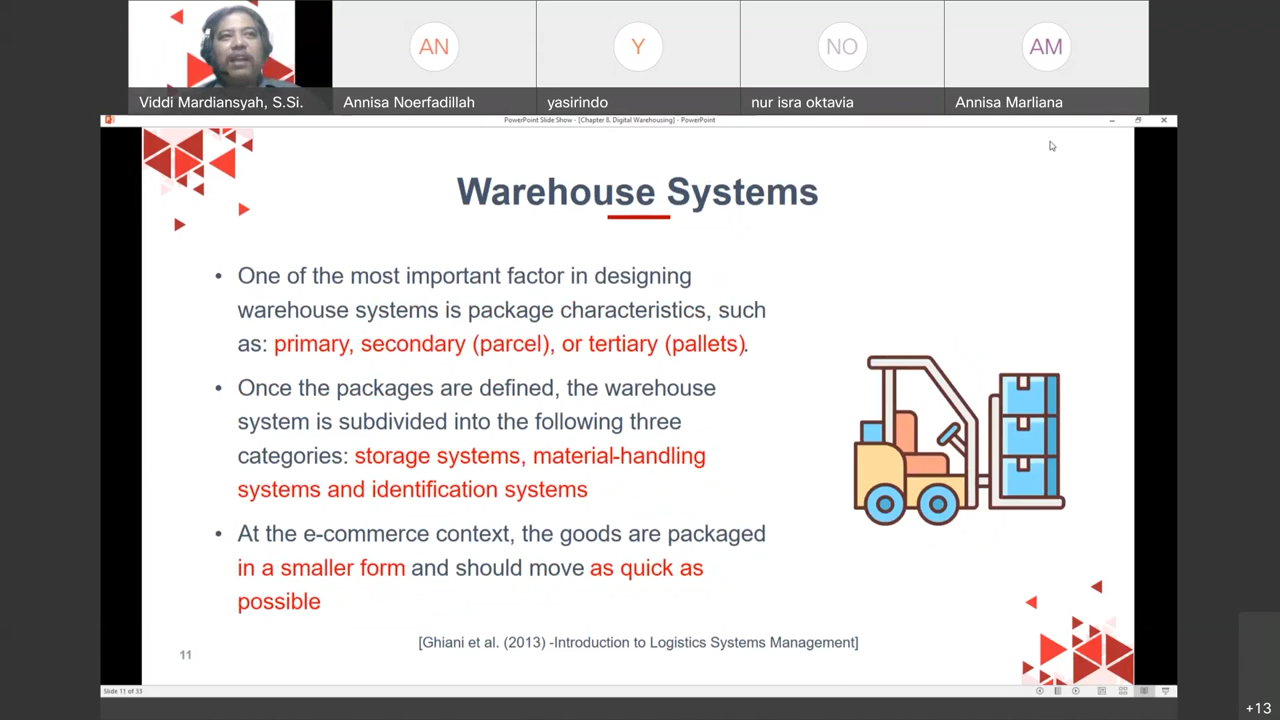 AN
Y
NO
AM
Viddi Mardiansyah, S.Si.
Annisa Noerfadillah
yasirindo
nur isra oktavia
Annisa Marliana
PowerPoint Slide Show - [Chapter 8. Digital Warehousing] - PowerPoint
Warehouse Systems
• One of the most important factor in designing
warehouse systems is package characteristics, such
as: primary, secondary (parcel), or tertiary (pallets).
• Once the packages are defined, the warehouse
system is subdivided into the following three
categories: storage systems, material-handling
systems and identification systems
• At the e-commerce context, the goods are packaged
in a smaller form and should move as quick as
possible
[Ghiani et al. (2013) -Introduction to Logistics Systems Management]
11
Slide 11 of 33
+13